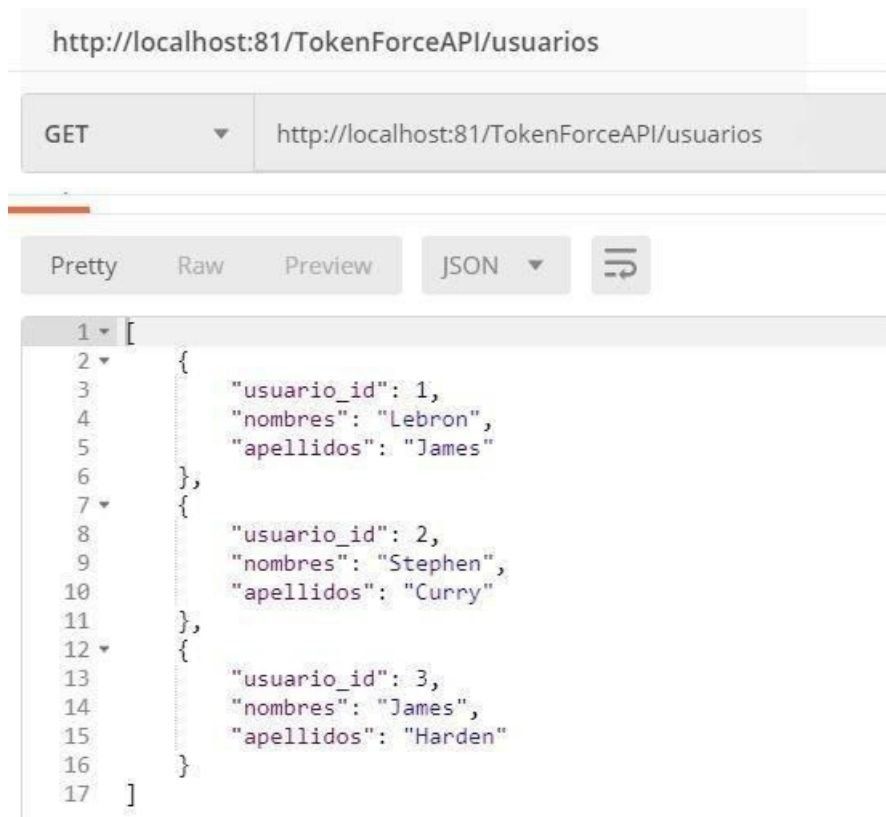 http://localhost:81/TokenForceAPI/usuarios
GET http://localhost:81/TokenForceAPI/usuarios
Pretty Raw Preview JSON
1 [
2 {
3 "usuario_id": 1,
4 "nombres": "Lebron",
5 "apellidos": "James"
6 },
7 {
8 "usuario_id": 2,
9 "nombres": "Stephen",
10 "apellidos": "Curry"
11 },
12 {
13 "usuario_id": 3,
14 "nombres": "James",
15 "apellidos": "Harden"
16 }
17 ]